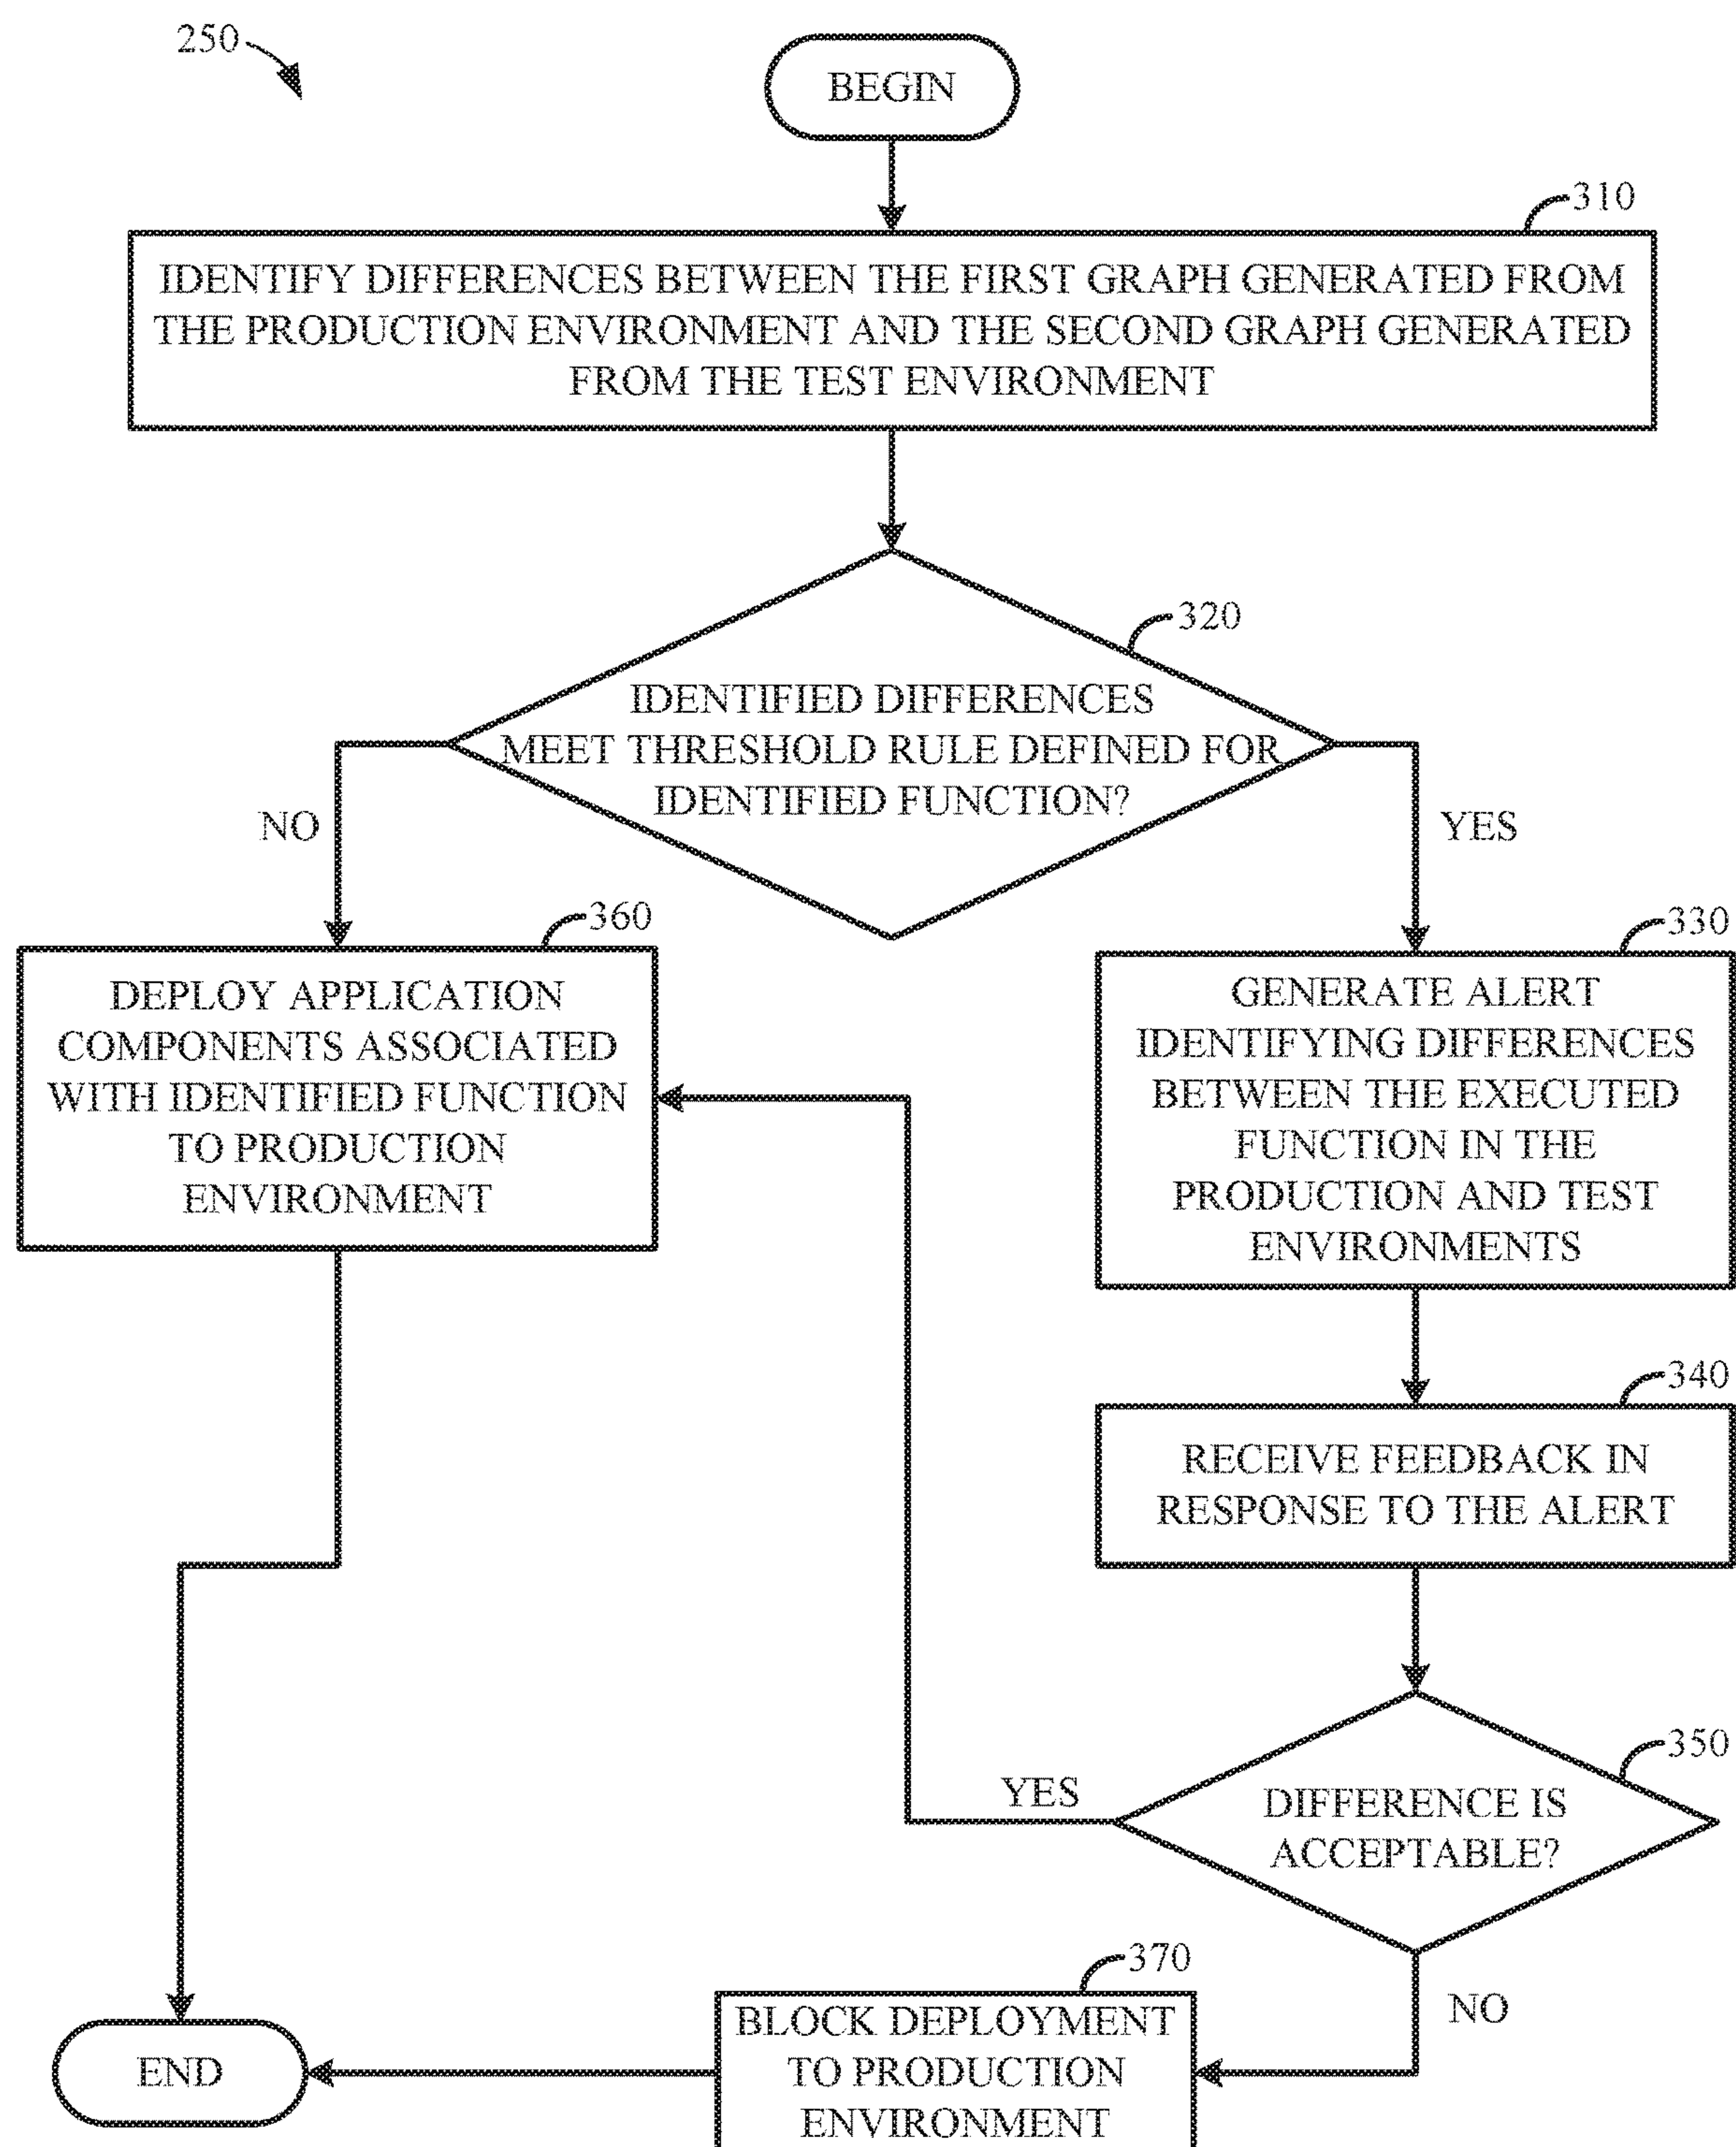 250
BEGIN
310
IDENTIFY DIFFERENCES BETWEEN THE FIRST GRAPH GENERATED FROM
THE PRODUCTION ENVIRONMENT AND THE SECOND GRAPH GENERATED
FROM THE TEST ENVIRONMENT
320
IDENTIFIED DIFFERENCES
MEET THRESHOLD RULE DEFINED FOR
IDENTIFIED FUNCTION?
NO
YES
360
DEPLOY APPLICATION
COMPONENTS ASSOCIATED
WITH IDENTIFIED FUNCTION
TO PRODUCTION
ENVIRONMENT
330
GENERATE ALERT
IDENTIFYING DIFFERENCES
BETWEEN THE EXECUTED
FUNCTION IN THE
PRODUCTION AND TEST
ENVIRONMENTS
340
RECEIVE FEEDBACK IN
RESPONSE TO THE ALERT
350
DIFFERENCE IS
ACCEPTABLE?
YES
NO
370
BLOCK DEPLOYMENT
TO PRODUCTION
ENVIRONMENT
END